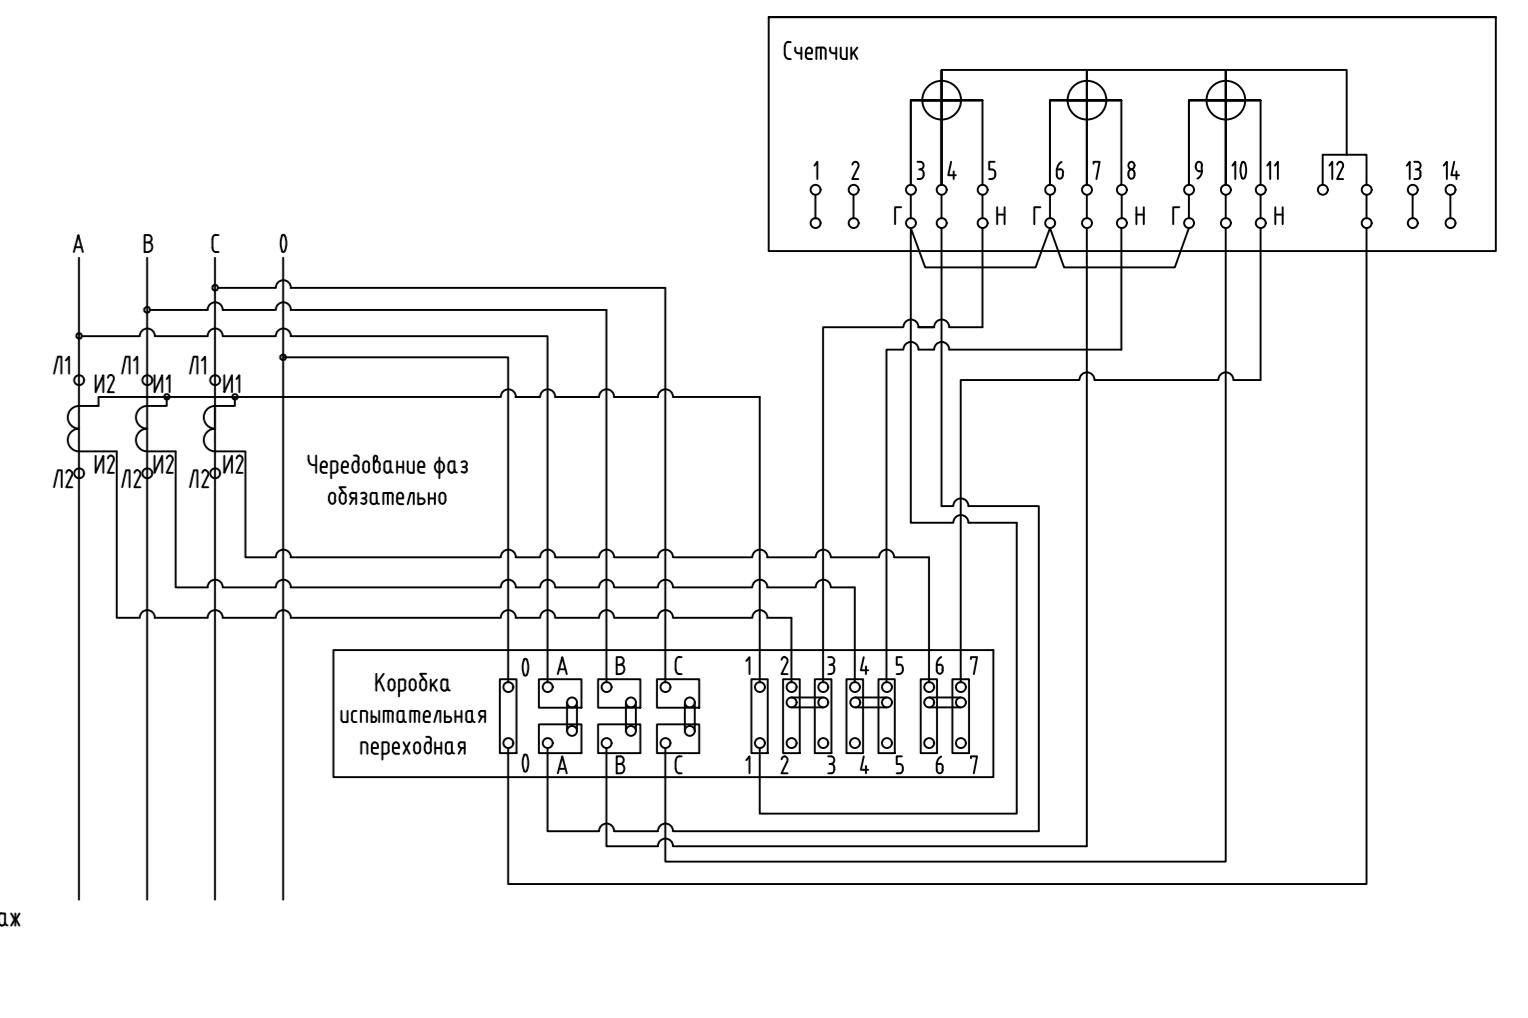 Счетчик
1 2 3 4 5 6 7 8 9 10 11 12 13 14
Г Н Г Н Г Н
А В С 0
Л1 Л1 Л1
И2 И1 И1
И2 И2 И2
Л2 Л2 Л2
Чередование фаз
обязательно
0 А В С 1 2 3 4 5 6 7
Коробка
испытательная
переходная
0 А В С 1 2 3 4 5 6 7
аж